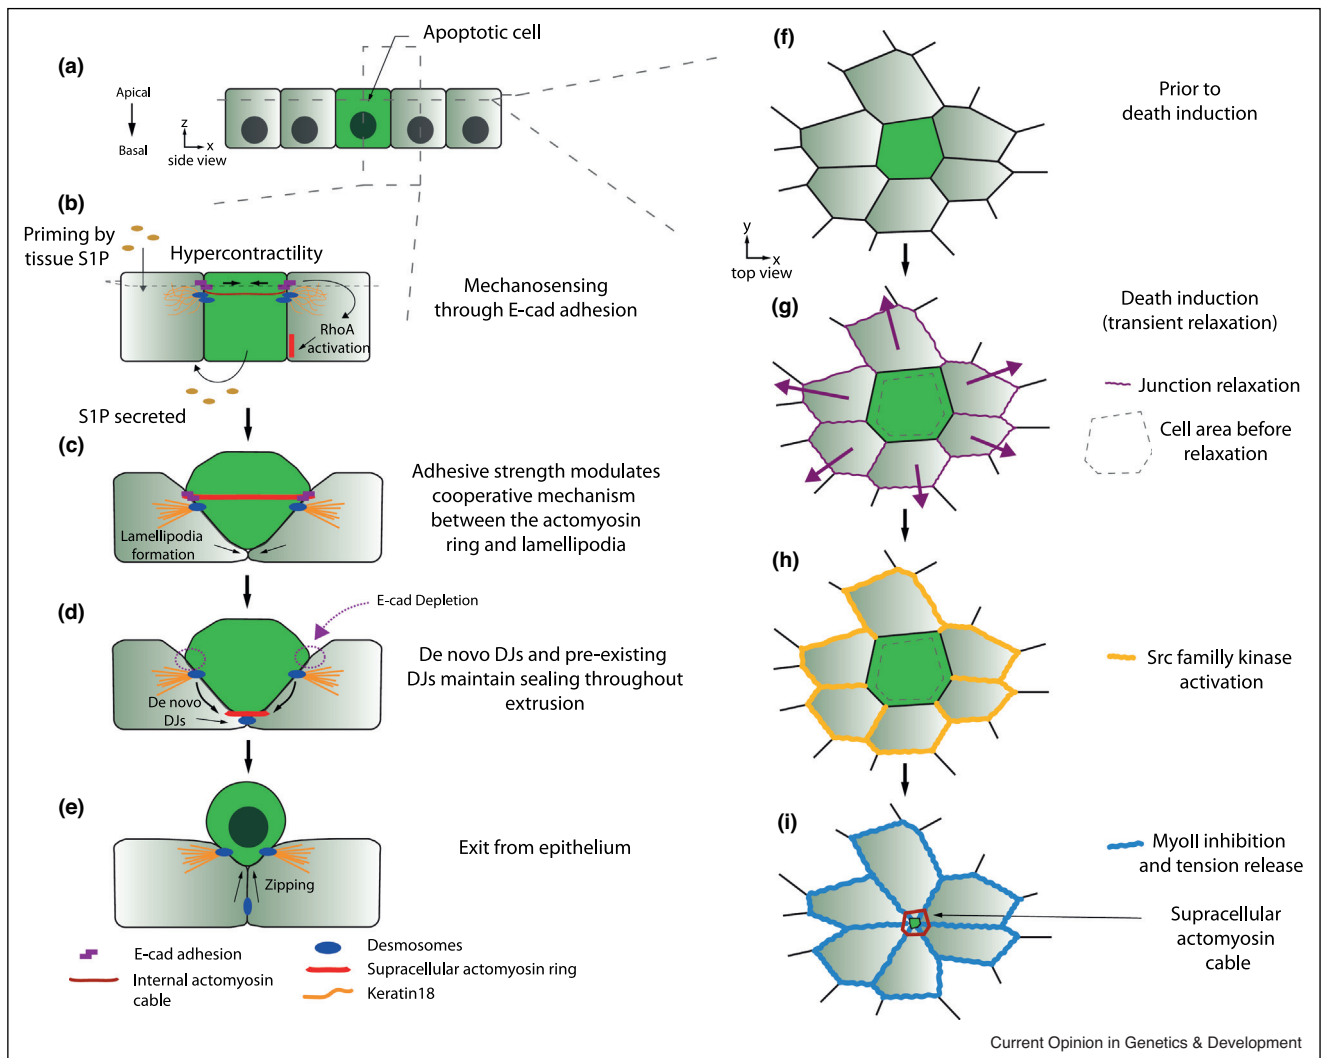 (a)
Apoptotic cell
Apical
Basal
z
x
side view
(b)
Priming by
tissue S1P
Hypercontractility
RhoA
activation
S1P secreted
Mechanosensing
through E-cad adhesion
(c)
Lamellipodia
formation
Adhesive strength modulates
cooperative mechanism
between the actomyosin
ring and lamellipodia
(d)
E-cad Depletion
De novo
DJs
De novo DJs and pre-existing
DJs maintain sealing throughout
extrusion
(e)
Zipping
Exit from epithelium
E-cad adhesion
Internal actomyosin
cable
Desmosomes
Supracellular actomyosin ring
Keratin18
(f)
Prior to
death induction
y
x
top view
(g)
Death induction
(transient relaxation)
Junction relaxation
Cell area before
relaxation
(h)
Src familly kinase
activation
(i)
MyoII inhibition
and tension release
Supracellular
actomyosin
cable
Current Opinion in Genetics & Development